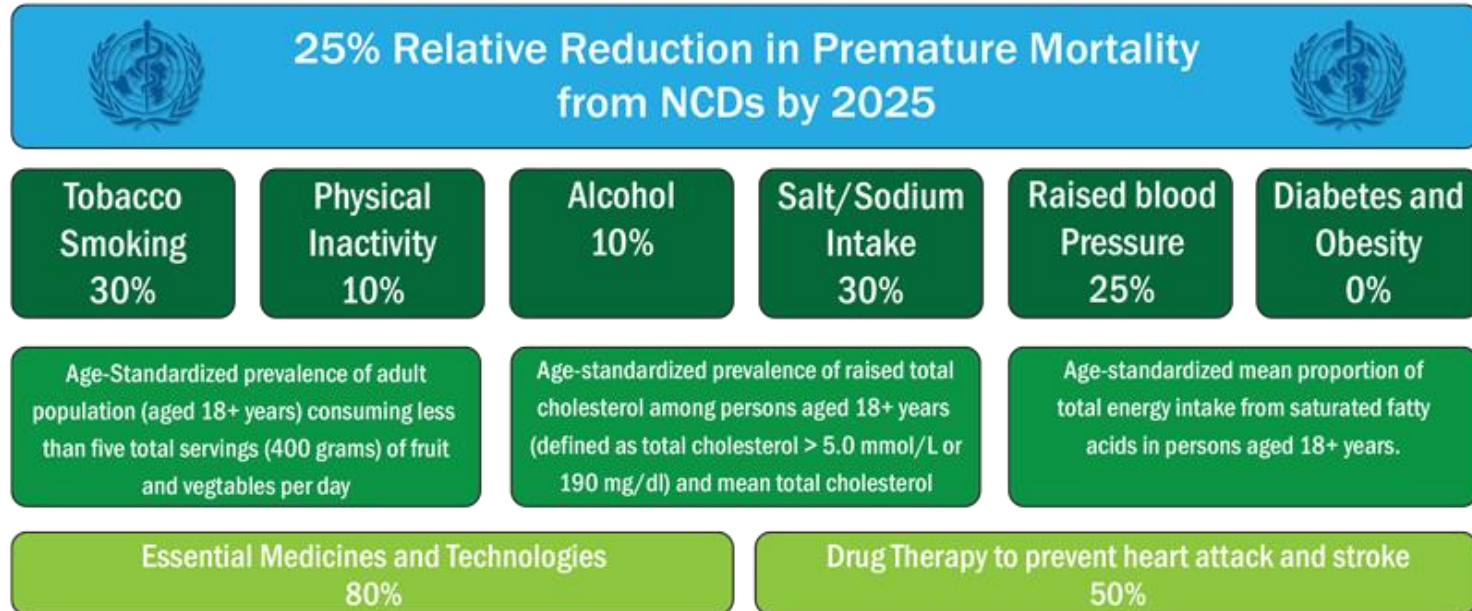 25% Relative Reduction in Premature Mortality
from NCDs by 2025
Tobacco
Smoking
30%
Physical
Inactivity
10%
Alcohol
10%
Salt/Sodium
Intake
30%
Raised blood
Pressure
25%
Diabetes and
Obesity
0%
Age-Standardized prevalence of adult
population (aged 18+ years) consuming less
than five total servings (400 grams) of fruit
and vegtables per day
Age-standardized prevalence of raised total
cholesterol among persons aged 18+ years
(defined as total cholesterol > 5.0 mmol/L or
190 mg/dl) and mean total cholesterol
Age-standardized mean proportion of
total energy intake from saturated fatty
acids in persons aged 18+ years.
Essential Medicines and Technologies
80%
Drug Therapy to prevent heart attack and stroke
50%